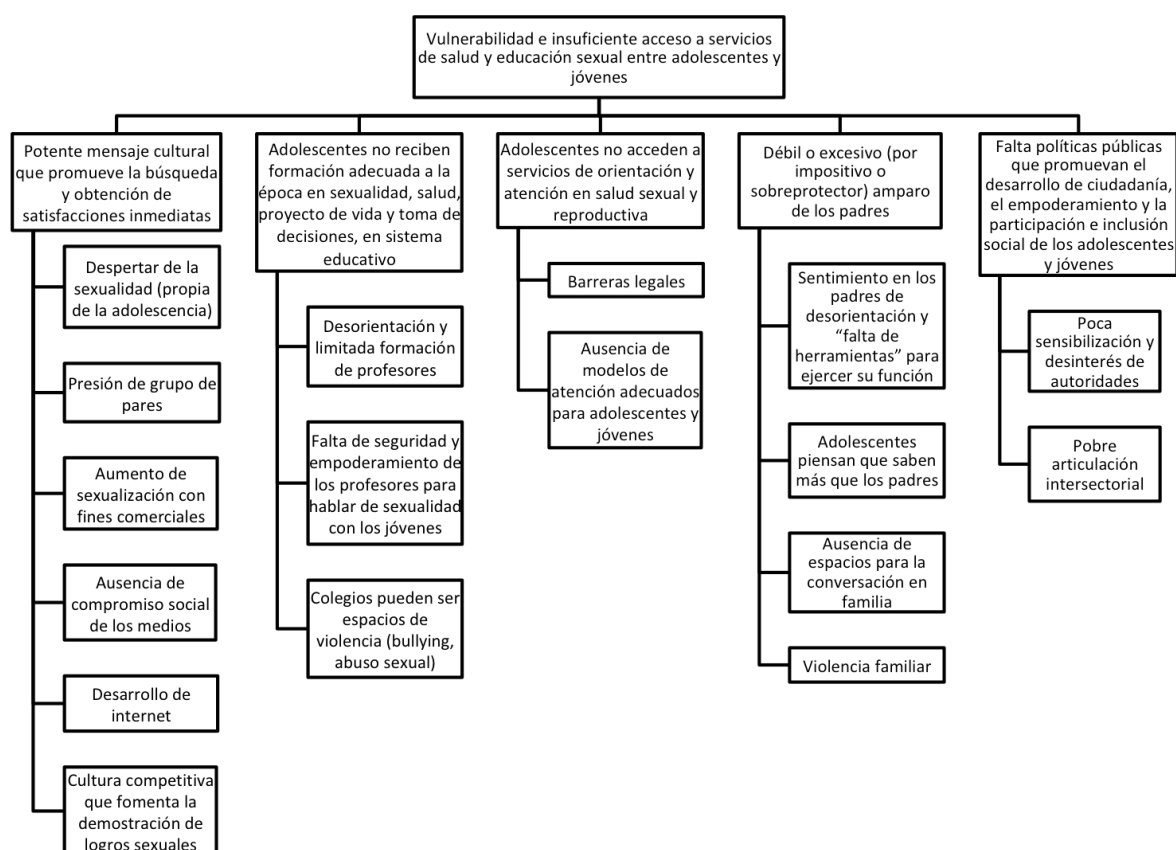 Vulnerabilidad e insuficiente acceso a servicios
de salud y educación sexual entre adolescentes y
jóvenes
Potente mensaje cultural
que promueve la búsqueda
y obtención de
satisfacciones inmediatas
Despertar de la
sexualidad (propia
de la adolescencia)
Presión de grupo de
pares
Aumento de
sexualización con
fines comerciales
Ausencia de
compromiso social
de los medios
Desarrollo de
internet
Cultura competitiva
que fomenta la
demostración de
logros sexuales
Adolescentes no reciben
formación adecuada a la
época en sexualidad, salud,
proyecto de vida y toma de
decisiones, en sistema
educativo
Desorientación y
limitada formación
de profesores
Falta de seguridad y
empoderamiento de
los profesores para
hablar de sexualidad
con los jóvenes
Colegios pueden ser
espacios de
violencia (bullying,
abuso sexual)
Adolescentes no acceden a
servicios de orientación y
atención en salud sexual y
reproductiva
Barreras legales
Ausencia de
modelos de
atención adecuados
para adolescentes y
jóvenes
Débil o excesivo (por
impositivo o
sobreprotector) amparo
de los padres
Sentimiento en los
padres de
desorientación y
“falta de
herramientas” para
ejercer su función
Adolescentes
piensan que saben
más que los padres
Ausencia de
espacios para la
conversación en
familia
Violencia familiar
Falta políticas públicas
que promuevan el
desarrollo de ciudadanía,
el empoderamiento y la
participación e inclusión
social de los adolescentes
y jóvenes
Poca
sensibilización y
desinterés de
autoridades
Pobre
articulación
intersectorial